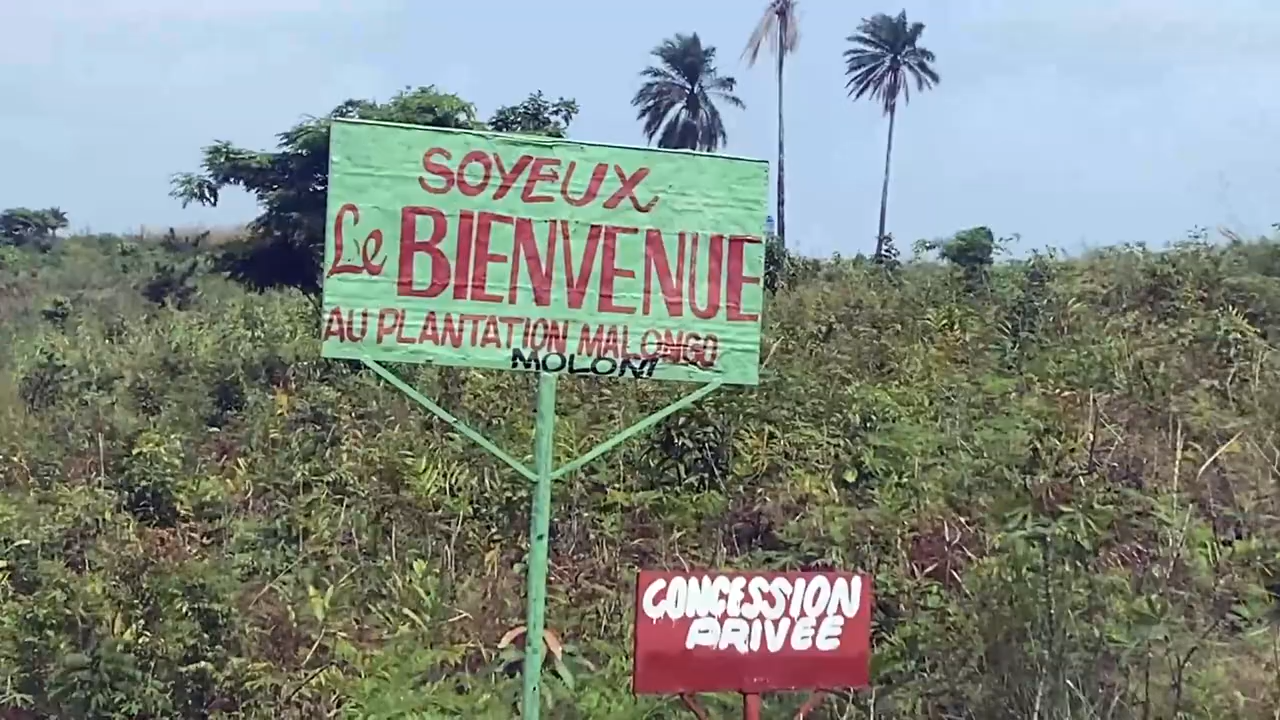 SOYEUX
Le BIENVENUE
AU PLANTATION MALONGO
MOLONI
CONCESSION
PRIVEE